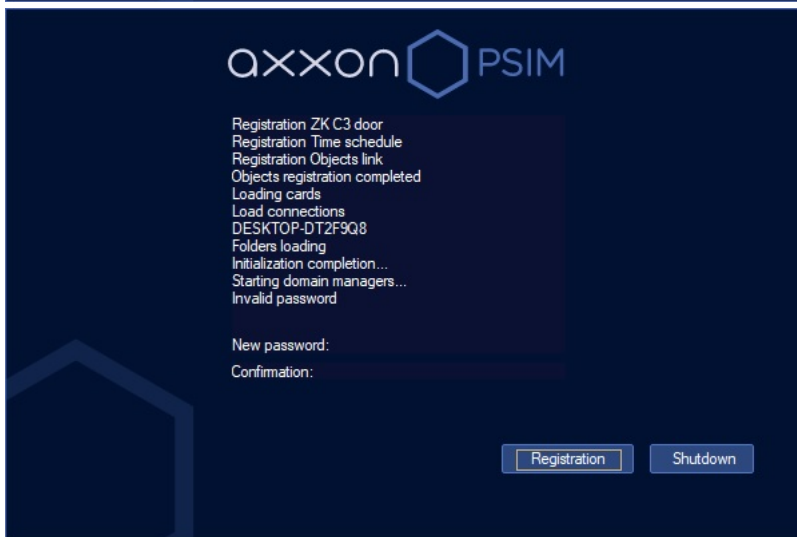 axxon PSIM
Registration ZK C3 door
Registration Time schedule
Registration Objects link
Objects registration completed
Loading cards
Load connections
DESKTOP-DT2F9Q8
Folders loading
Initialization completion...
Starting domain managers...
Invalid password
New password:
Confirmation:
Registration Shutdown